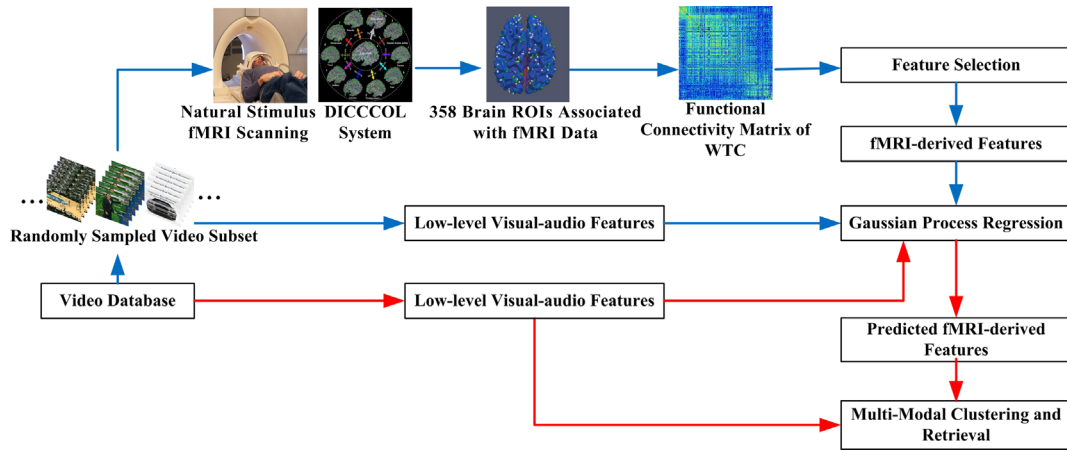 Natural Stimulus
fMRI Scanning
DICCCOL
System
358 Brain ROIs Associated
with fMRI Data
Functional
Connectivity Matrix of
WTC
Feature Selection
fMRI-derived Features
...
...
Randomly Sampled Video Subset
Low-level Visual-audio Features
Gaussian Process Regression
Video Database
Low-level Visual-audio Features
Predicted fMRI-derived
Features
Multi-Modal Clustering and
Retrieval